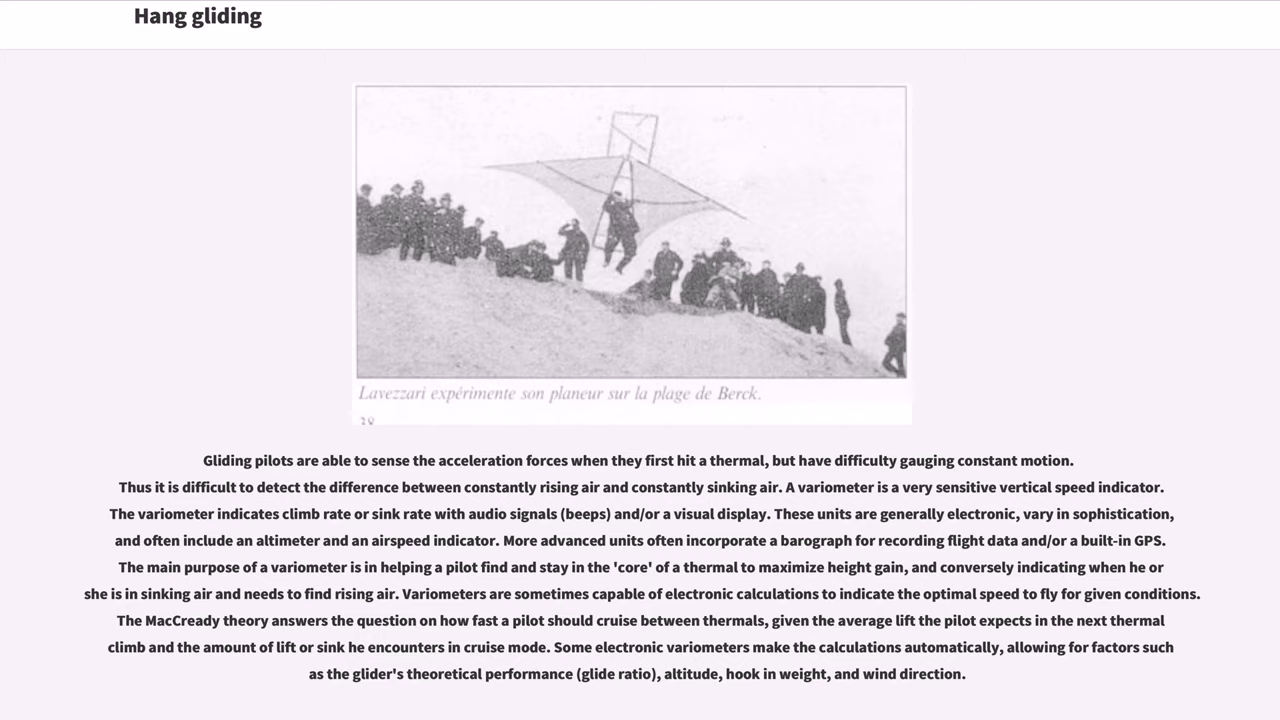 Hang gliding
Lavezzari expérimente son planeur sur la plage de Berck.
Gliding pilots are able to sense the acceleration forces when they first hit a thermal, but have difficulty gauging constant motion.
Thus it is difficult to detect the difference between constantly rising air and constantly sinking air. A variometer is a very sensitive vertical speed indicator.
The variometer indicates climb rate or sink rate with audio signals (beeps) and/or a visual display. These units are generally electronic, vary in sophistication,
and often include an altimeter and an airspeed indicator. More advanced units often incorporate a barograph for recording flight data and/or a built-in GPS.
The main purpose of a variometer is in helping a pilot find and stay in the 'core' of a thermal to maximize height gain, and conversely indicating when he or
she is in sinking air and needs to find rising air. Variometers are sometimes capable of electronic calculations to indicate the optimal speed to fly for given conditions.
The MacCready theory answers the question on how fast a pilot should cruise between thermals, given the average lift the pilot expects in the next thermal
climb and the amount of lift or sink he encounters in cruise mode. Some electronic variometers make the calculations automatically, allowing for factors such
as the glider's theoretical performance (glide ratio), altitude, hook in weight, and wind direction.